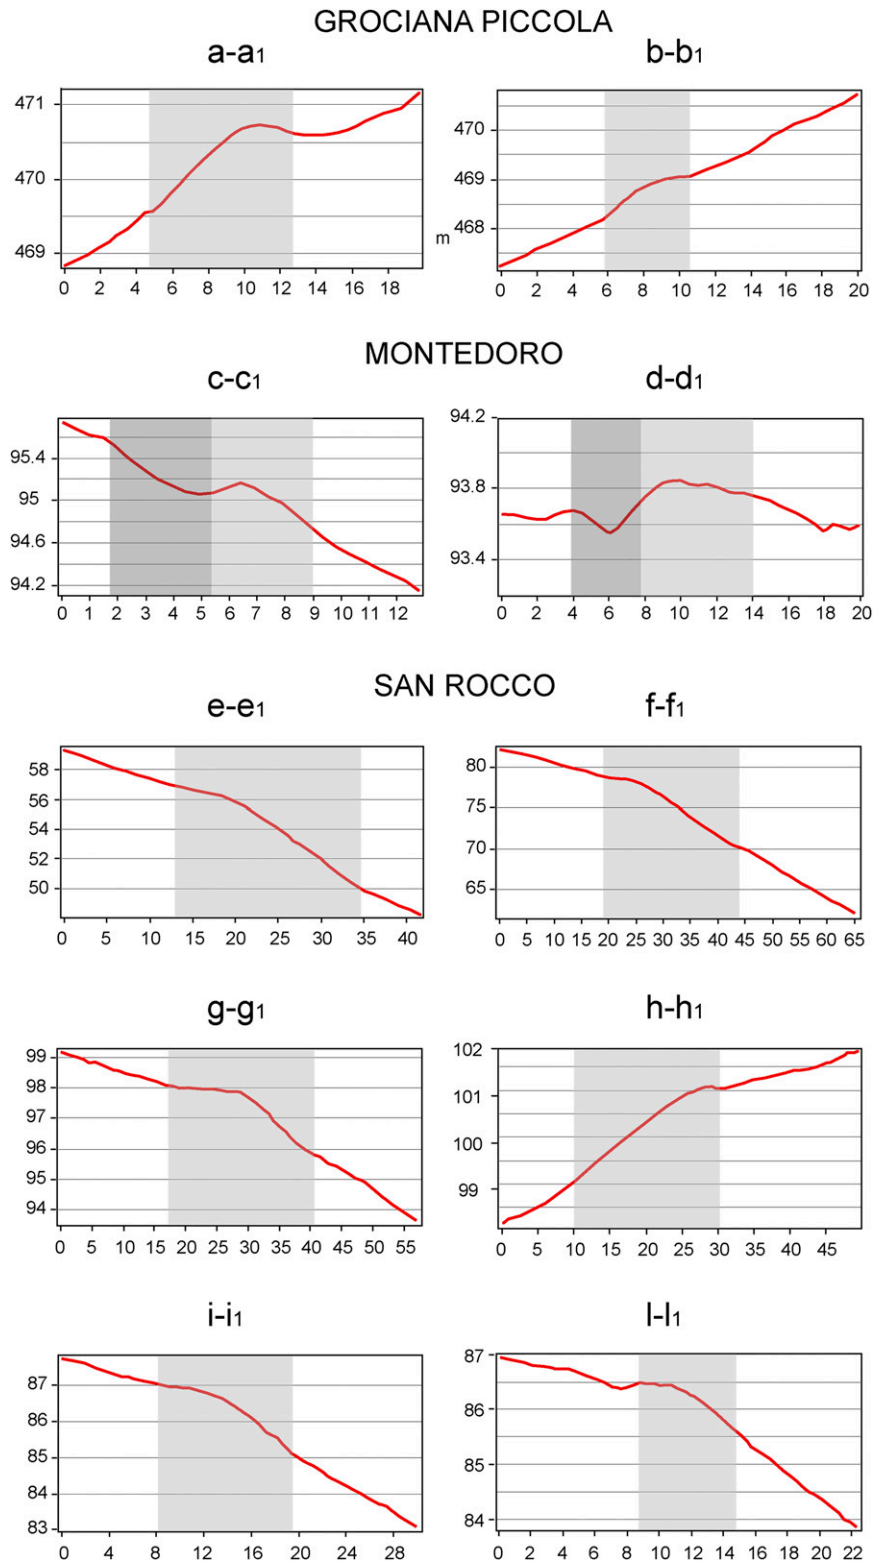 GROCIANA PICCOLA
a-a1 b-b1
471
470
469
0 2 4 6 8 10 12 14 16 18
m
470
469
468
0 2 4 6 8 10 12 14 16 18 20
MONTEDORO
c-c1 d-d1
95.4
95
94.6
94.2
0 1 2 3 4 5 6 7 8 9 10 11 12
94.2
93.8
93.4
0 2 4 6 8 10 12 14 16 18 20
SAN ROCCO
e-e1 f-f1
58
56
54
52
50
0 5 10 15 20 25 30 35 40
80
75
70
65
0 5 10 15 20 25 30 35 40 45 50 55 60 65
g-g1 h-h1
99
98
97
96
95
94
0 5 10 15 20 25 30 35 40 45 50 55
102
101
100
99
0 5 10 15 20 25 30 35 40 45
i-i1 l-l1
87
86
85
84
83
0 4 8 12 16 20 24 28
87
86
85
84
0 2 4 6 8 10 12 14 16 18 20 22